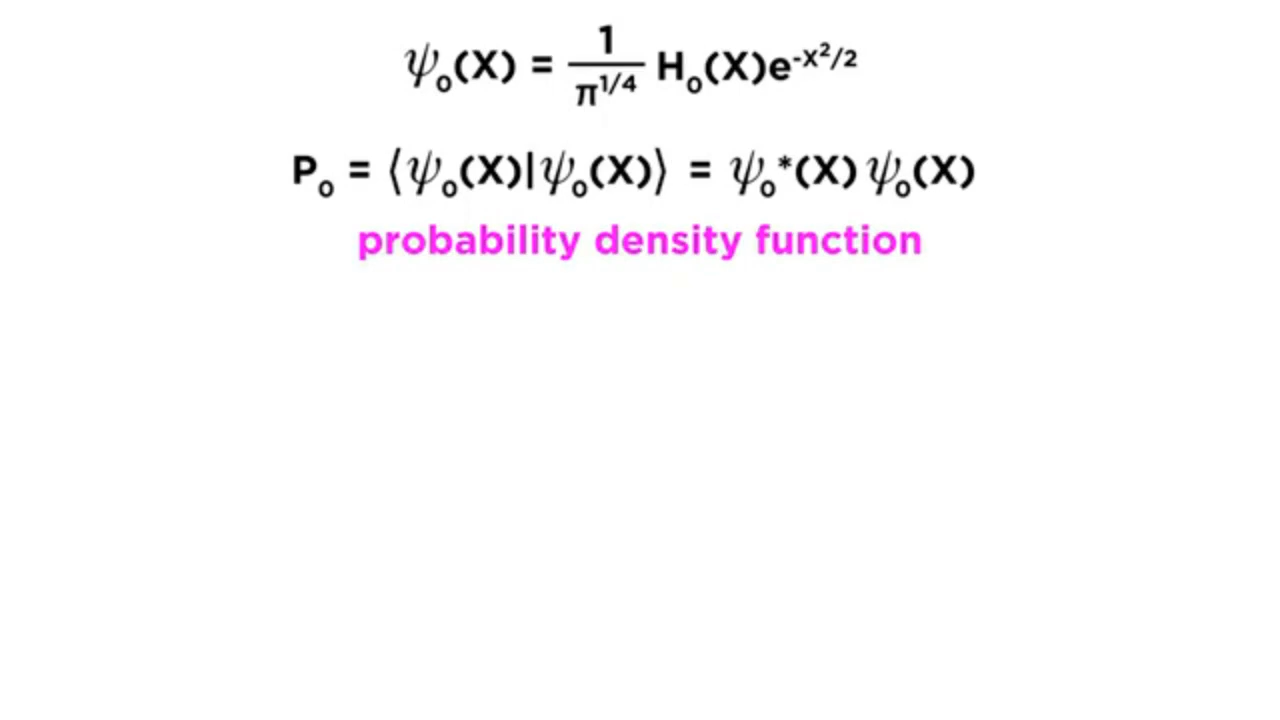 ψ₀(X) = 1/π^1/4 H₀(X)e^-X²/2
P₀ = ⟨ψ₀(X)|ψ₀(X)⟩ = ψ₀*(X)ψ₀(X)
probability density function